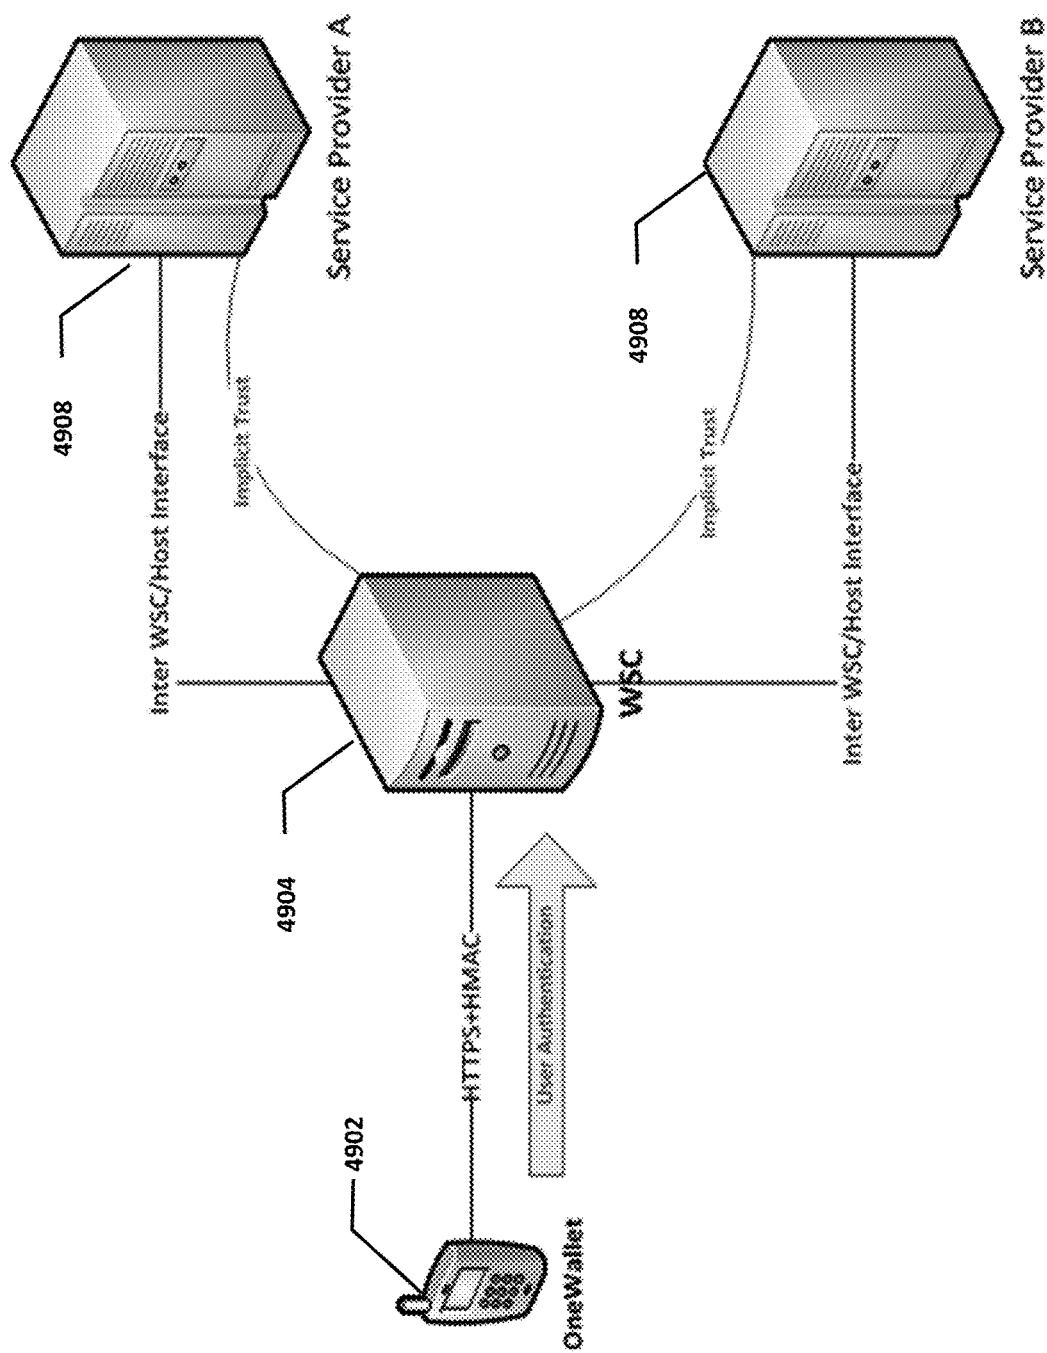 4908
Inter WSC/Host Interface
Implicit Trust
4904
Service Provider A
4902
HTTPS+HMAC
User Authentication
OneWallet
WSC
4908
Implicit Trust
Inter WSC/Host Interface
Service Provider B